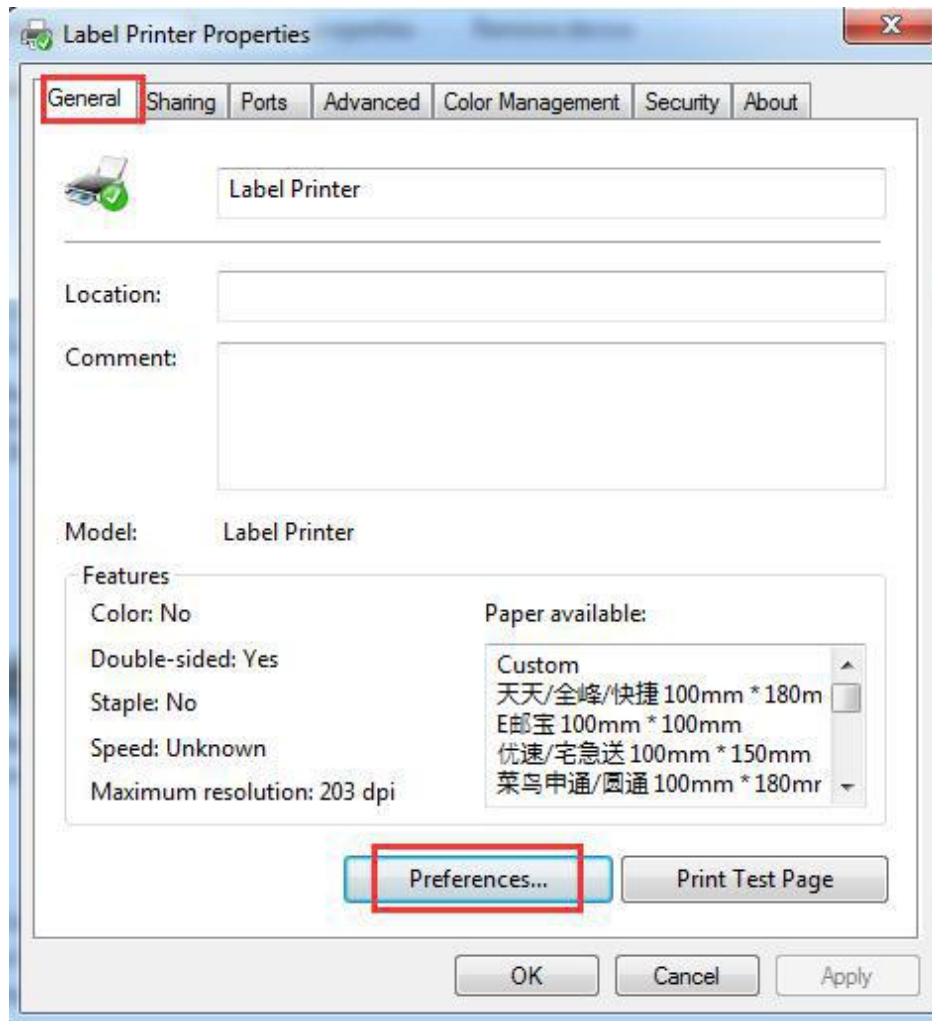 Label Printer Properties
General Sharing Ports Advanced Color Management Security About
Label Printer
Location:
Comment:
Model: Label Printer
Features
Color: No
Double-sided: Yes
Staple: No
Speed: Unknown
Maximum resolution: 203 dpi
Paper available:
Custom
天天/全峰/快捷 100mm * 180m
E邮宝 100mm * 100mm
优速/宅急送 100mm * 150mm
菜鸟申通/圆通 100mm * 180mr
Preferences... Print Test Page
OK Cancel Apply